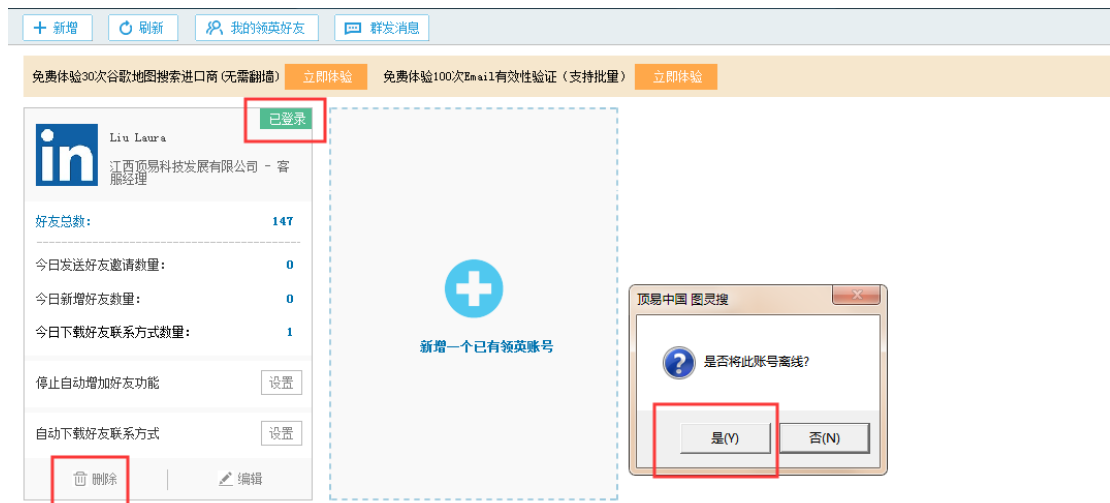 新增 刷新 我的领英好友 群发消息
免费体验30次谷歌地图搜索进口商(无需翻墙) 立即体验 免费体验100次Email有效性验证（支持批量） 立即体验
已登录
in
Liu Laura
江西顶易科技发展有限公司 - 客
服经理
好友总数: 147
今日发送好友邀请数量: 0
今日新增好友数量: 0
今日下载好友联系方式数量: 1
停止自动增加好友功能 设置
自动下载好友联系方式 设置
删除 编辑
新增一个已有领英账号
顶易中国 图灵搜
是否将此账号离线?
是(Y) 否(N)